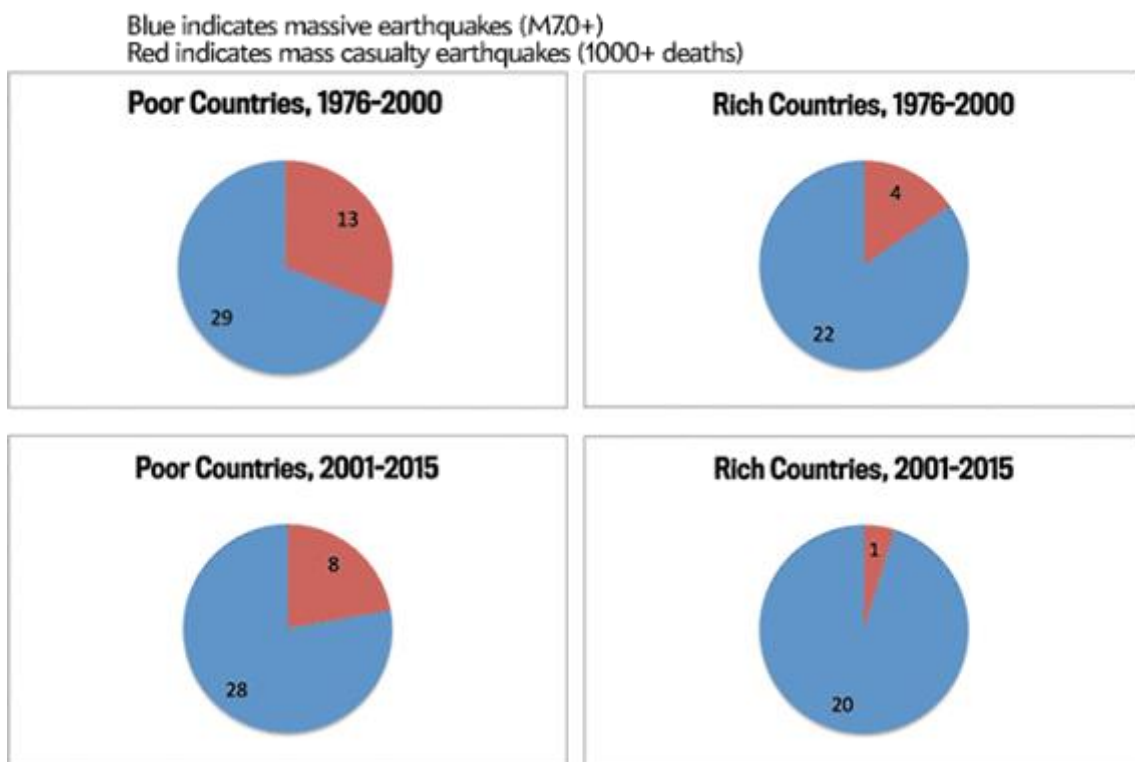 Blue indicates massive earthquakes (M7.0+)
Red indicates mass casualty earthquakes (1000+ deaths)
Poor Countries, 1976-2000
13
29
Rich Countries, 1976-2000
4
22
Poor Countries, 2001-2015
8
28
Rich Countries, 2001-2015
1
20